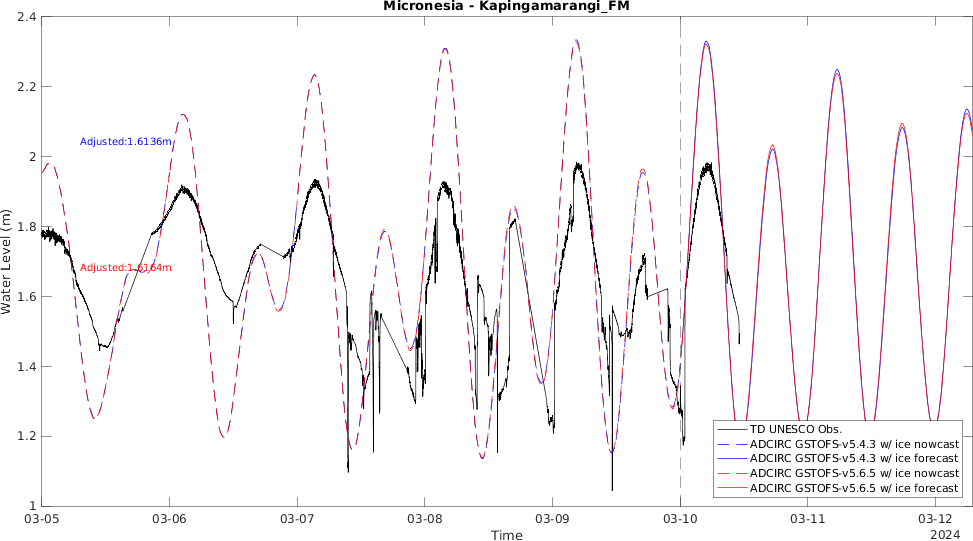 Micronesia - Kapingamarangi_FM
Water Level (m)
2.4
2.2
2
1.8
1.6
1.4
1.2
1
Adjusted:1.6136m
Adjusted:1.6164m
TD UNESCO Obs.
ADCIRC GSTOFS-v5.4.3 w/ ice nowcast
ADCIRC GSTOFS-v5.4.3 w/ ice forecast
ADCIRC GSTOFS-v5.6.5 w/ ice nowcast
ADCIRC GSTOFS-v5.6.5 w/ ice forecast
03-05 03-06 03-07 03-08 03-09 03-10 03-11 03-12
Time
2024